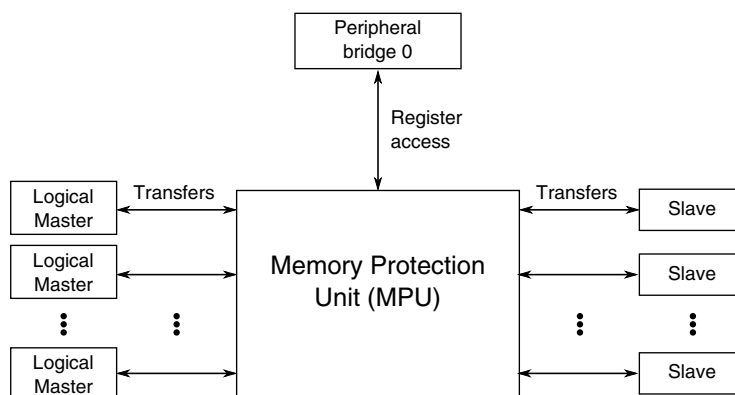 Peripheral
bridge 0
Register
access
Transfers
Transfers
Logical
Master
Slave
Logical
Master
Memory Protection
Unit (MPU)
Slave
Logical
Master
Slave